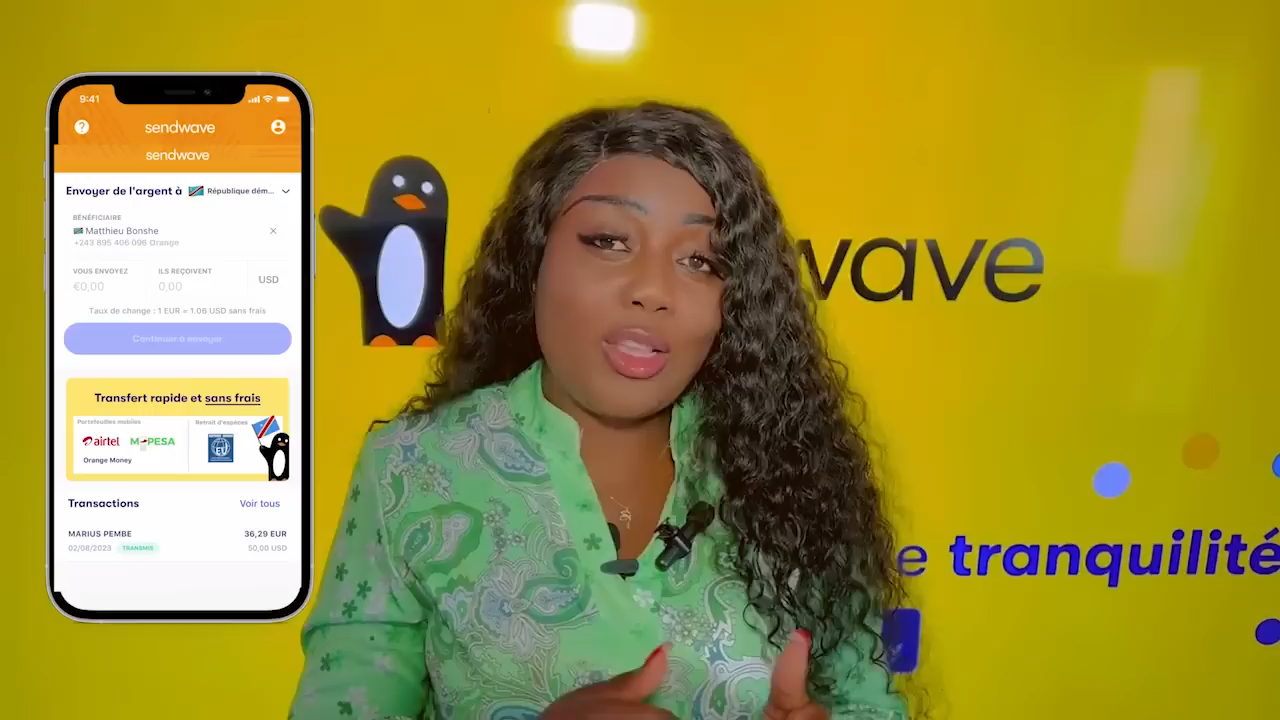 9:41
sendwave
sendwave
Envoyer de l'argent à République dém...
BÉNÉFICIAIRE
Matthieu Bonshe
+243 895 406 096 Orange
VOUS ENVOYEZ ILS REÇOIVENT
€0,00 0,00 USD
Taux de change : 1 EUR = 1.06 USD sans frais
Continuer à envoyer
Transfert rapide et sans frais
Portefeuilles mobiles Retrait d'espèces
airtel M-PESA
Orange Money
Transactions Voir tous
MARIUS PEMBE 36,29 EUR
02/08/2023 TRANSMIS 50,00 USD
wave
e tranquilité